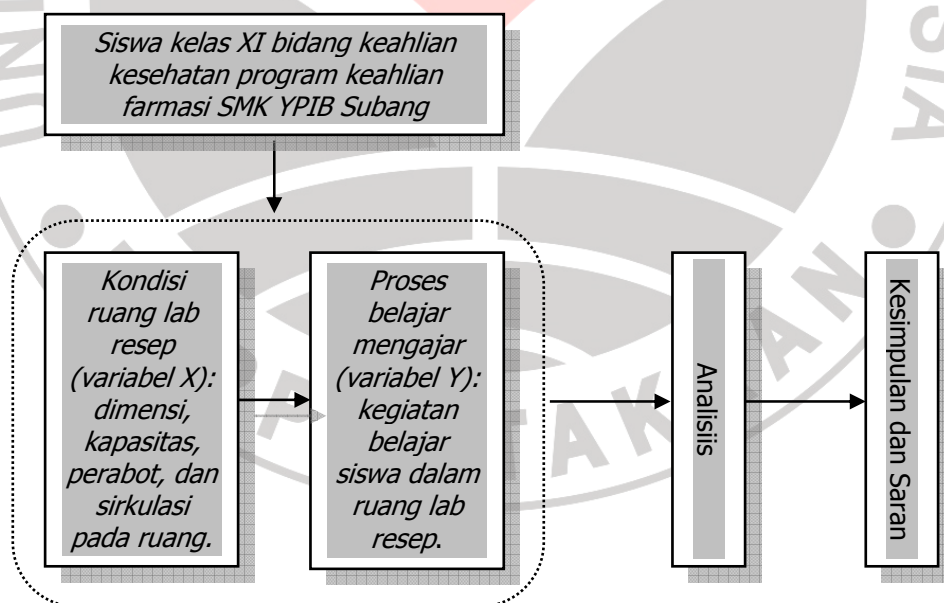 Siswa kelas XI bidang keahlian
kesehatan program keahlian
farmasi SMK YPIB Subang
Kondisi
ruang lab
resep
(variabel X):
dimensi,
kapasitas,
perabot, dan
sirkulasi
pada ruang.
Proses
belajar
mengajar
(variabel Y):
kegiatan
belajar
siswa dalam
ruang lab
resep.
Analisiis
Kesimpulan dan Saran